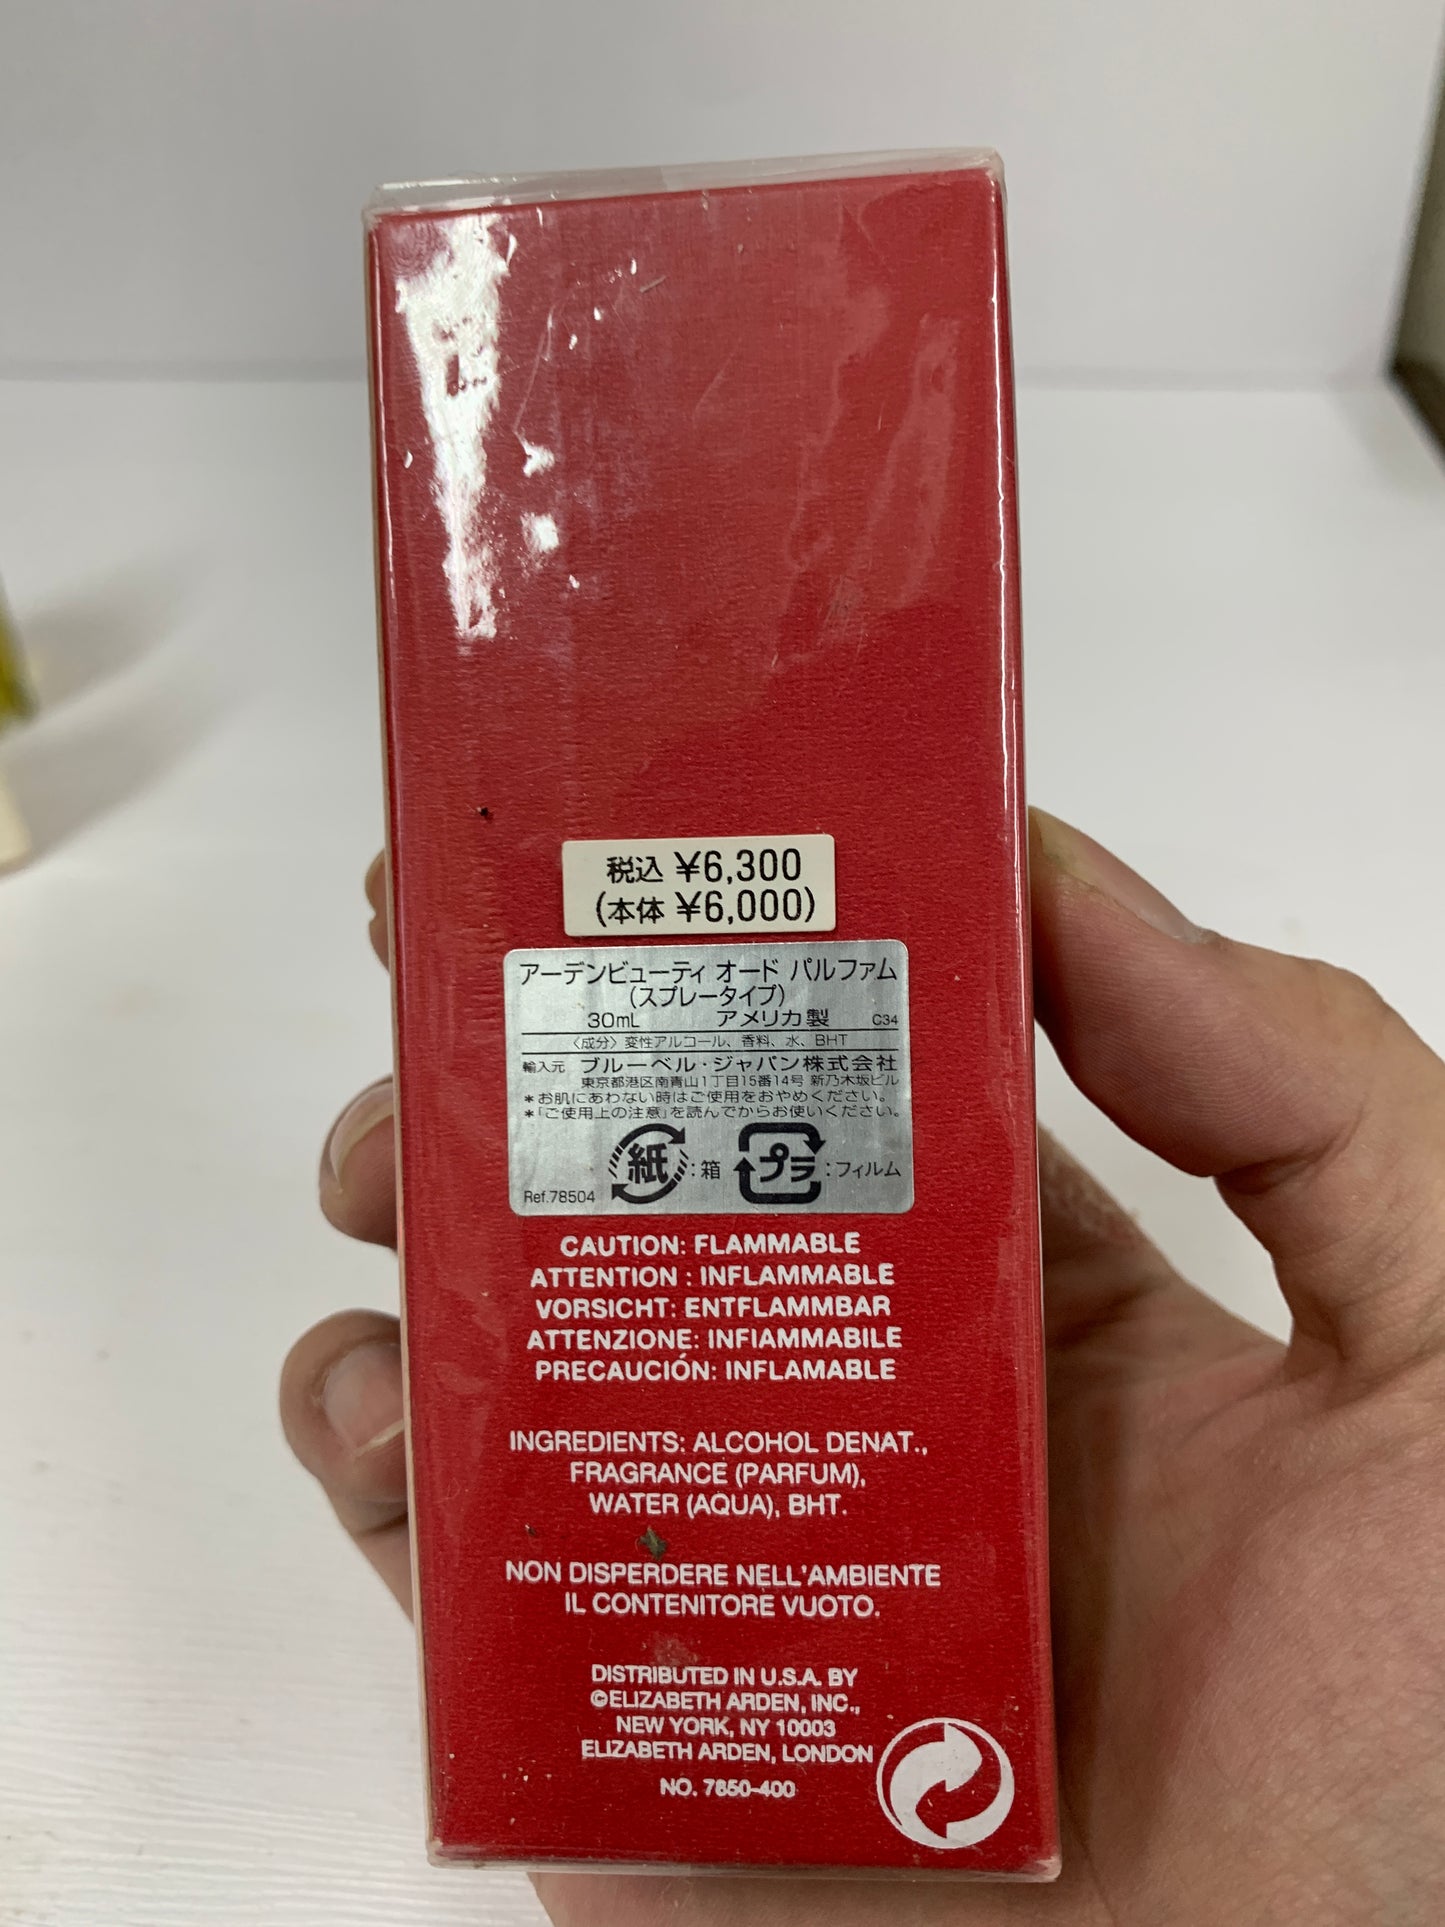 税込 ¥6,300
(本体 ¥6,000)
アーデンビューティ オード パルファム
(スプレータイプ)
30mL アメリカ製 C34
〈成分〉変性アルコール、香料、水、BHT
輸入元 ブルーベル・ジャパン株式会社
東京都港区南青山1丁目15番14号 新乃木坂ビル
*お肌にあわない時はご使用をおやめください。
*「ご使用上の注意」を読んでからお使いください。
紙:箱 プラ:フィルム
Ref.78504
CAUTION: FLAMMABLE
ATTENTION : INFLAMMABLE
VORSICHT: ENTFLAMMBAR
ATTENZIONE: INFIAMMABILE
PRECAUCIÓN: INFLAMABLE
INGREDIENTS: ALCOHOL DENAT.,
FRAGRANCE (PARFUM),
WATER (AQUA), BHT.
NON DISPERDERE NELL'AMBIENTE
IL CONTENITORE VUOTO.
DISTRIBUTED IN U.S.A. BY
©ELIZABETH ARDEN, INC.,
NEW YORK, NY 10003
ELIZABETH ARDEN, LONDON
NO. 7850-400